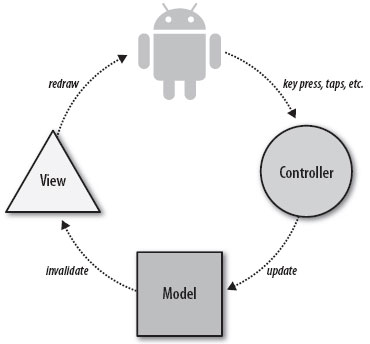 redraw
key press, taps, etc.
View
Controller
invalidate
update
Model